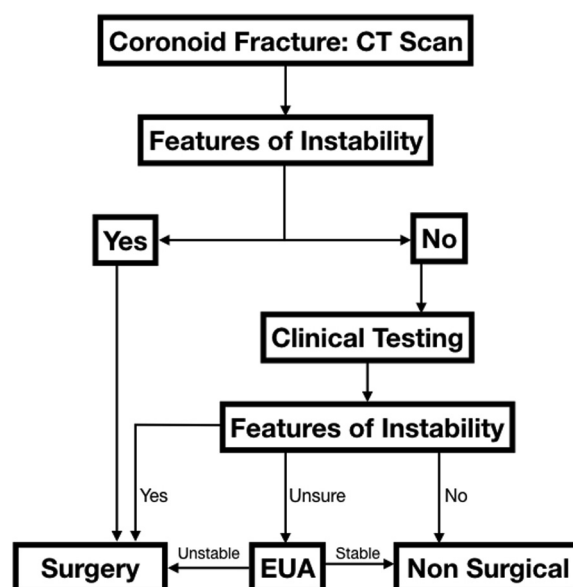 Coronoid Fracture: CT Scan
Features of Instability
Yes
No
Clinical Testing
Features of Instability
Yes
Unsure
No
Surgery
Unstable
EUA
Stable
Non Surgical